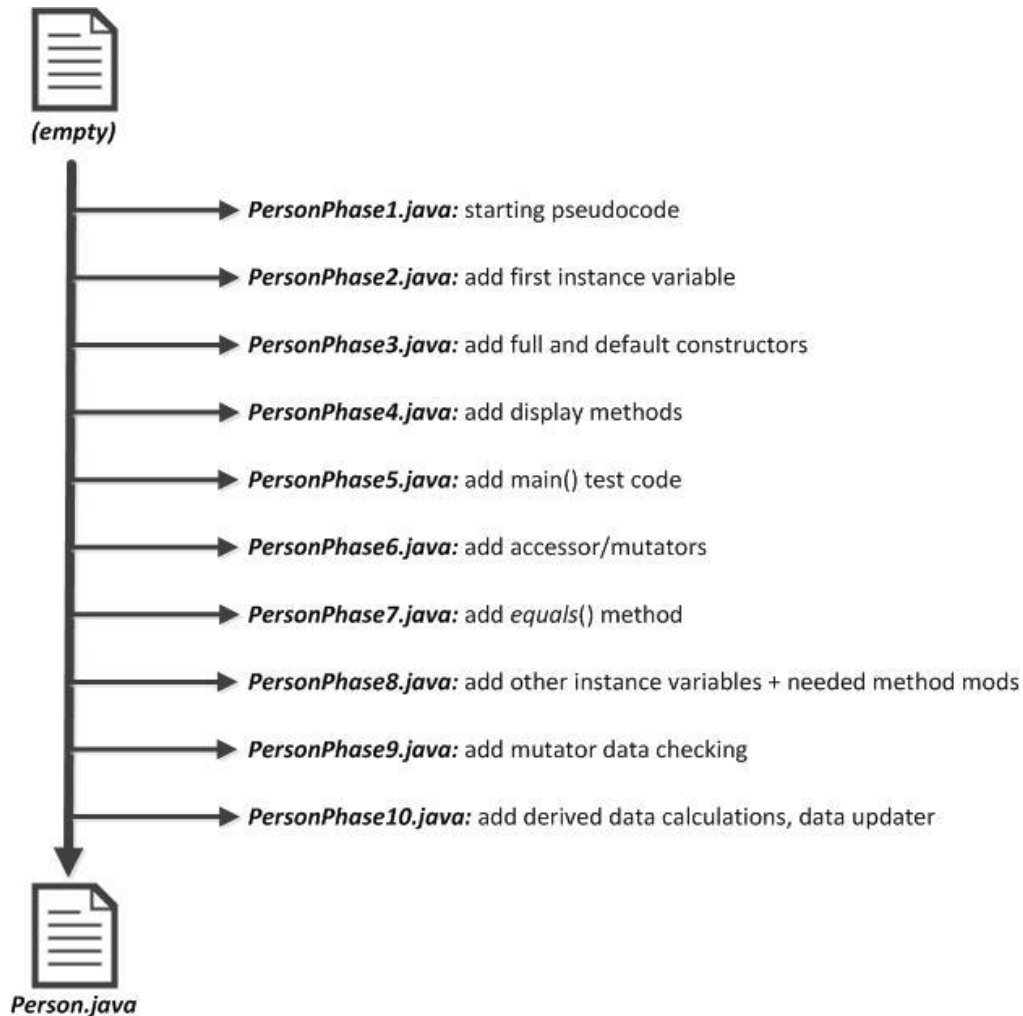 (empty)
PersonPhase1.java: starting pseudocode
PersonPhase2.java: add first instance variable
PersonPhase3.java: add full and default constructors
PersonPhase4.java: add display methods
PersonPhase5.java: add main() test code
PersonPhase6.java: add accessor/mutators
PersonPhase7.java: add equals() method
PersonPhase8.java: add other instance variables + needed method mods
PersonPhase9.java: add mutator data checking
PersonPhase10.java: add derived data calculations, data updater
Person.java